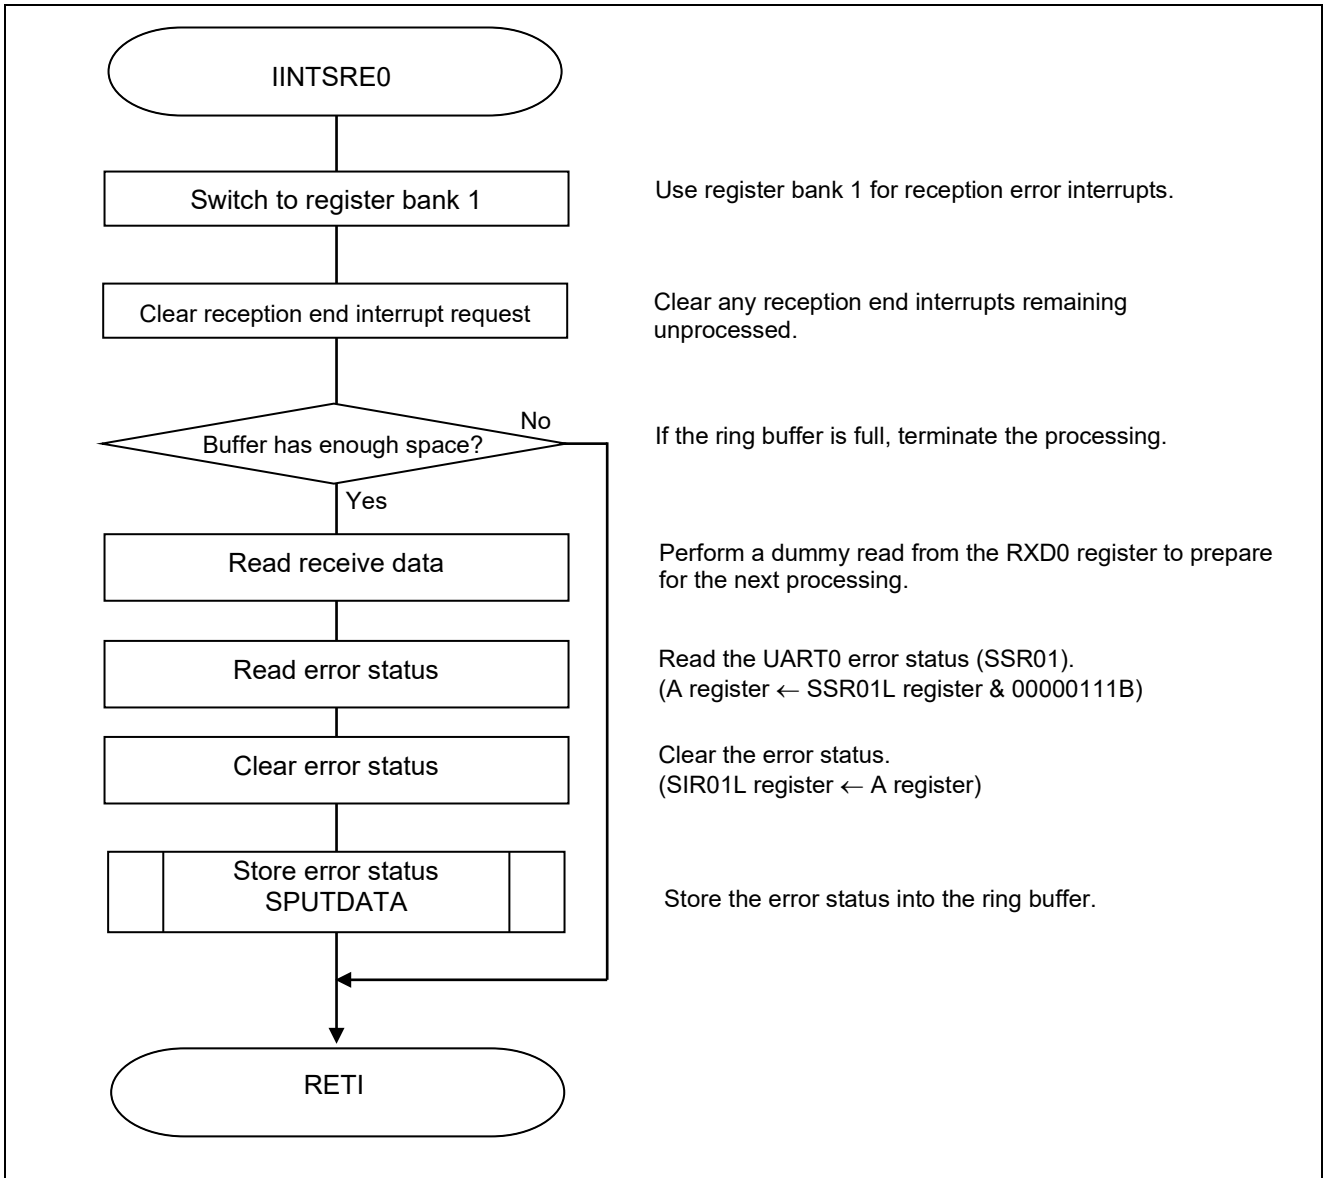 IINTSRE0
Switch to register bank 1
Use register bank 1 for reception error interrupts.
Clear reception end interrupt request
Clear any reception end interrupts remaining
unprocessed.
Buffer has enough space?
No
If the ring buffer is full, terminate the processing.
Yes
Read receive data
Perform a dummy read from the RXD0 register to prepare
for the next processing.
Read error status
Read the UART0 error status (SSR01).
(A register ← SSR01L register & 00000111B)
Clear error status
Clear the error status.
(SIR01L register ← A register)
Store error status
SPUTDATA
Store the error status into the ring buffer.
RETI